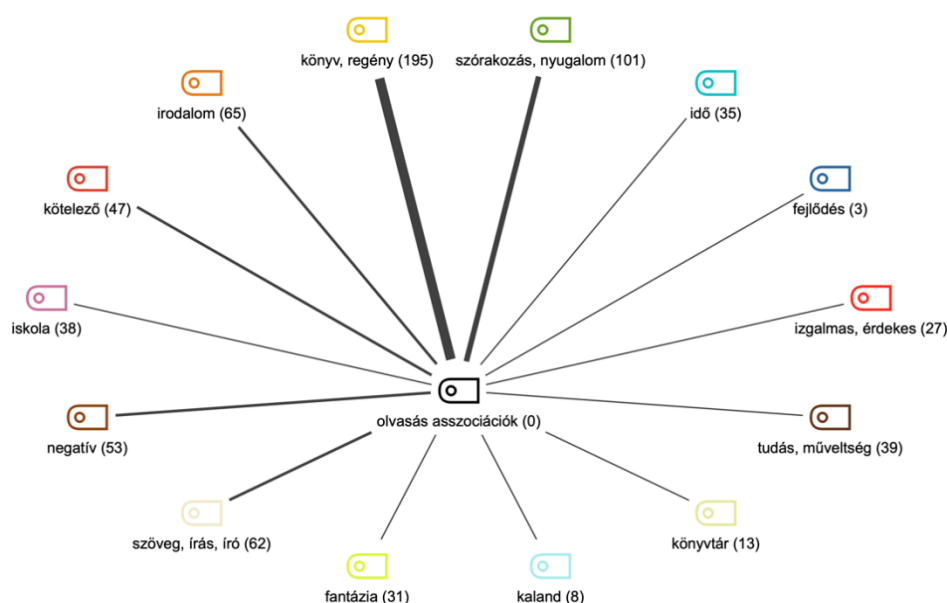 könyv, regény (195)
szórakozás, nyugalom (101)
irodalom (65)
idő (35)
kötelező (47)
fejlődés (3)
iskola (38)
izgalmas, érdekes (27)
olvasás asszociációk (0)
negatív (53)
tudás, műveltség (39)
szöveg, írás, író (62)
könyvtár (13)
fantázia (31)
kaland (8)